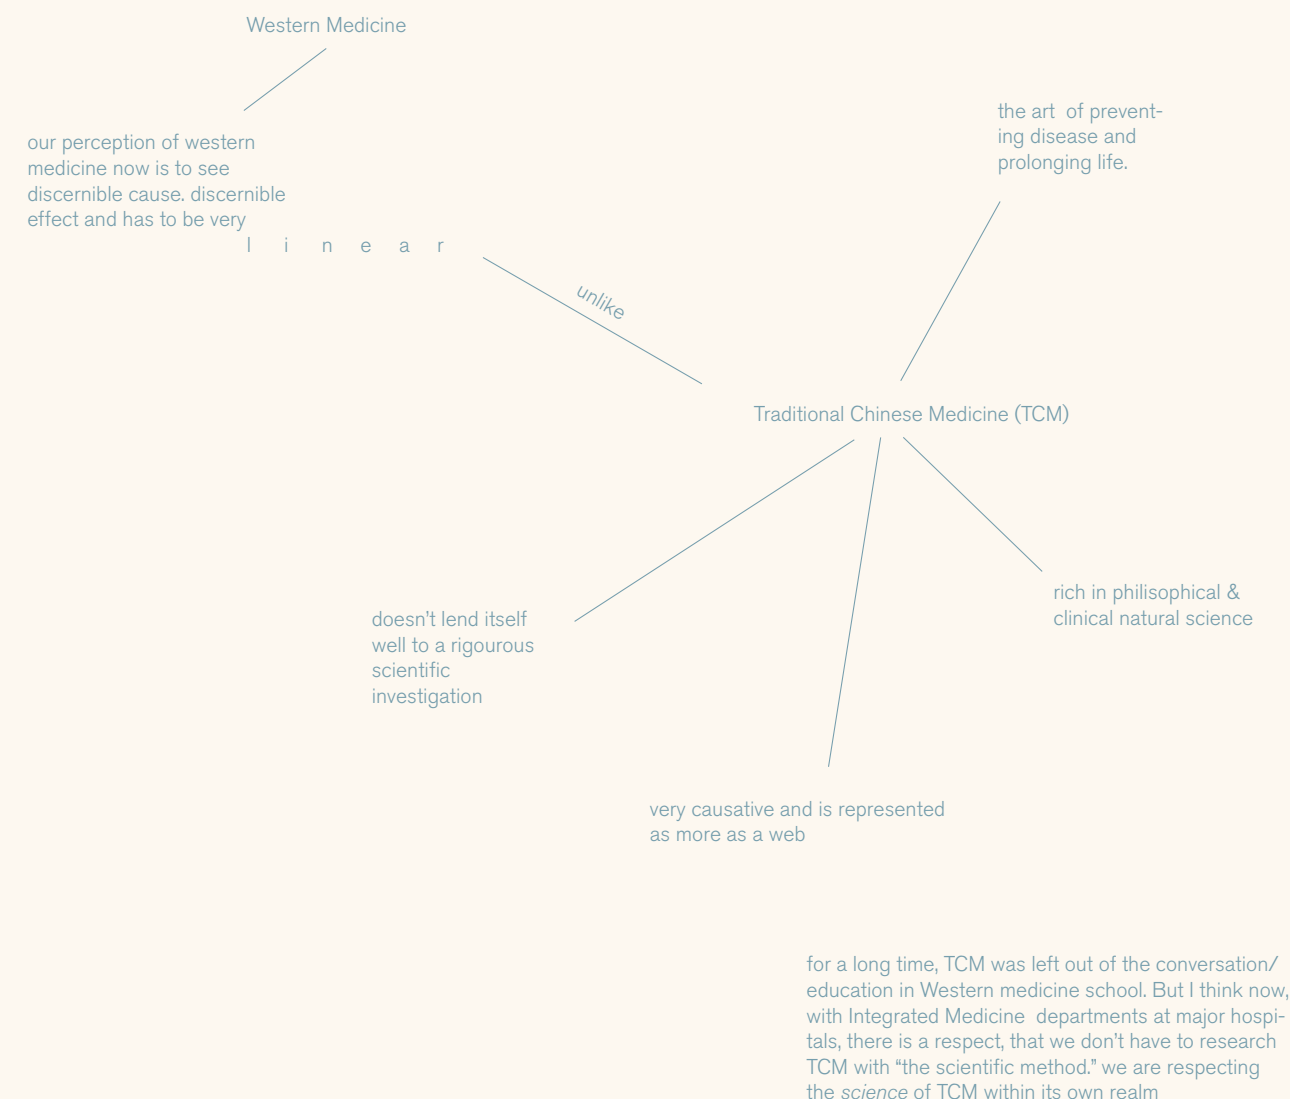 Western Medicine
our perception of western
medicine now is to see
discernible cause. discernible
effect and has to be very
l i n e a r
unlike
the art of prevent-
ing disease and
prolonging life.
Traditional Chinese Medicine (TCM)
doesn't lend itself
well to a rigourous
scientific
investigation
rich in philisophical &
clinical natural science
very causative and is represented
as more as a web
for a long time, TCM was left out of the conversation/
education in Western medicine school. But I think now,
with Integrated Medicine departments at major hospi-
tals, there is a respect, that we don't have to research
TCM with “the scientific method.” we are respecting
the science of TCM within its own realm